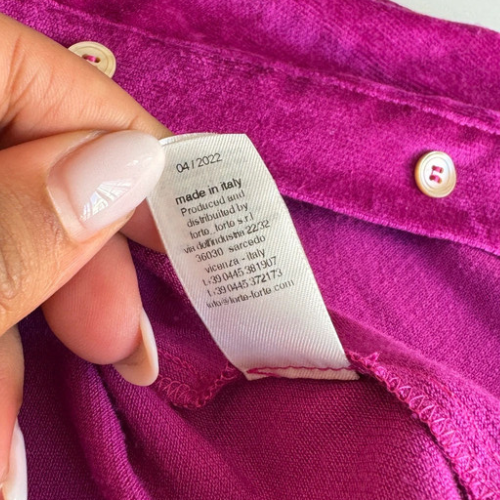 04/2022
made in italy
Produced and
distributed by
forte_forte s.r.l
via dell'industria 22/32
36030 sarcedo
vicenza - italy
t.+39 0445 381907
f.+39 0445 372173
info@forte-forte.com